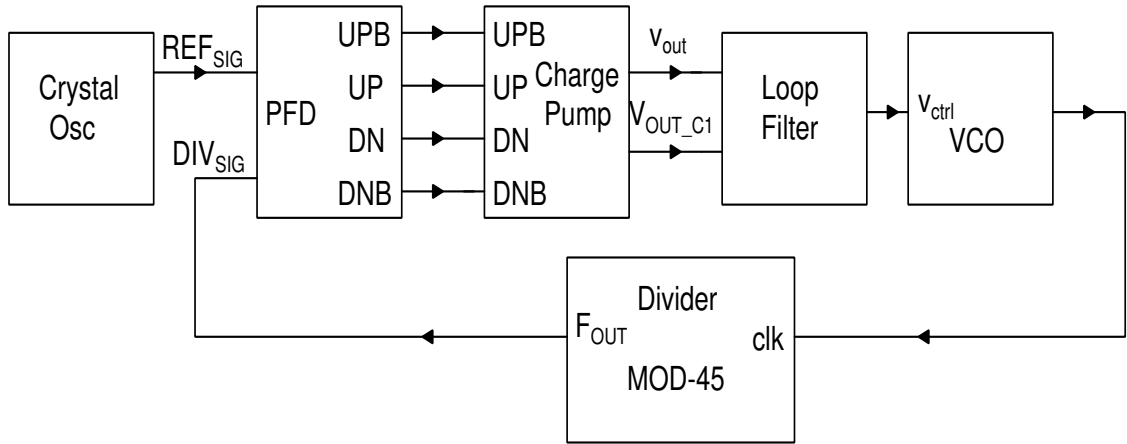 Crystal
Osc
REF_SIG
DIV_SIG
PFD
UPB
UP
DN
DNB
UPB
UP
DN
DNB
Charge
Pump
v_out
V_OUT_C1
Loop
Filter
v_ctrl
VCO
Divider
F_OUT
clk
MOD-45